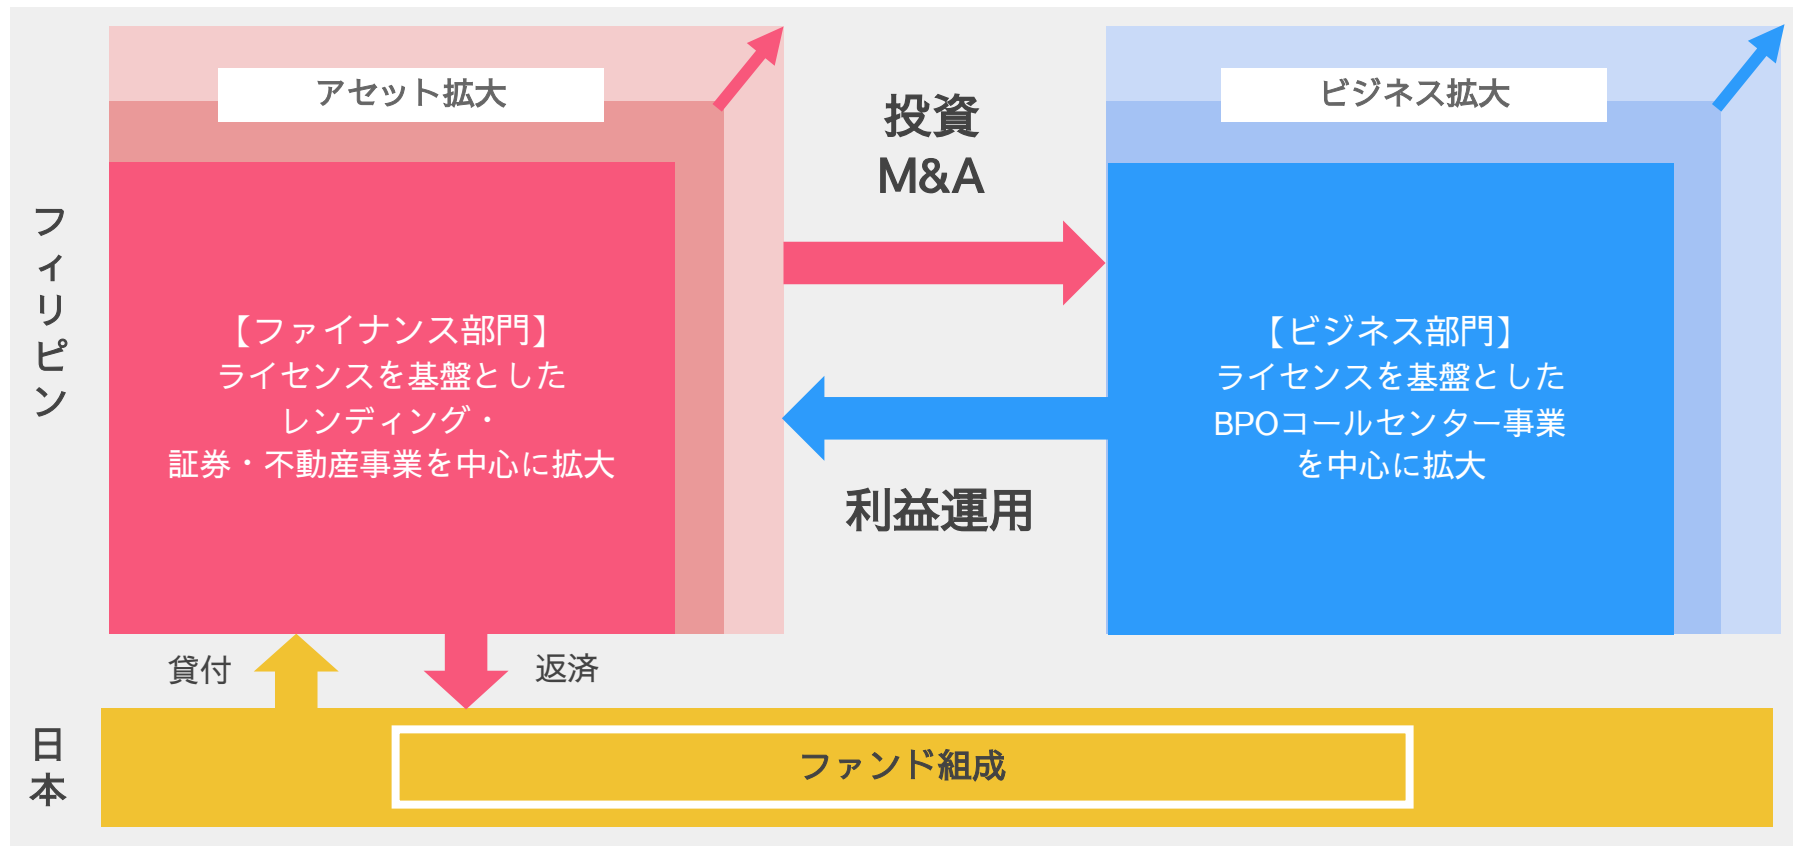 フィリピン
アセット拡大
【ファイナンス部門】
ライセンスを基盤とした
レンディング・
証券・不動産事業を中心に拡大
投資
M&A
利益運用
ビジネス拡大
【ビジネス部門】
ライセンスを基盤とした
BPOコールセンター事業
を中心に拡大
貸付
返済
日本
ファンド組成